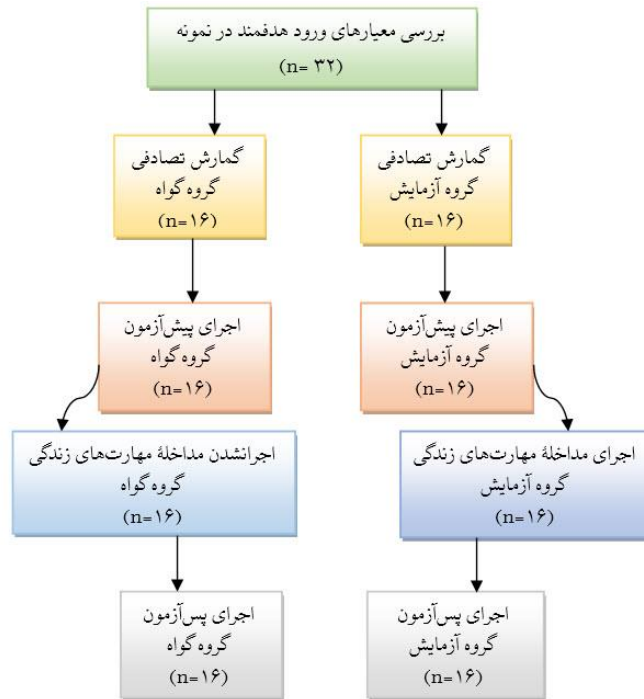 بررسی معیارهای ورود هدفمند در نمونه
(n= ۳۲)
گمارش تصادفی
گروه آزمایش
(n=۱۶)
گمارش تصادفی
گروه گواه
(n=۱۶)
اجرای پیش‌آزمون
گروه آزمایش
(n=۱۶)
اجرای پیش‌آزمون
گروه گواه
(n=۱۶)
اجرای مداخلهٔ مهارت‌های زندگی
گروه آزمایش
(n=۱۶)
اجرانشدن مداخلهٔ مهارت‌های زندگی
گروه گواه
(n=۱۶)
اجرای پس‌آزمون
گروه آزمایش
(n=۱۶)
اجرای پس‌آزمون
گروه گواه
(n=۱۶)